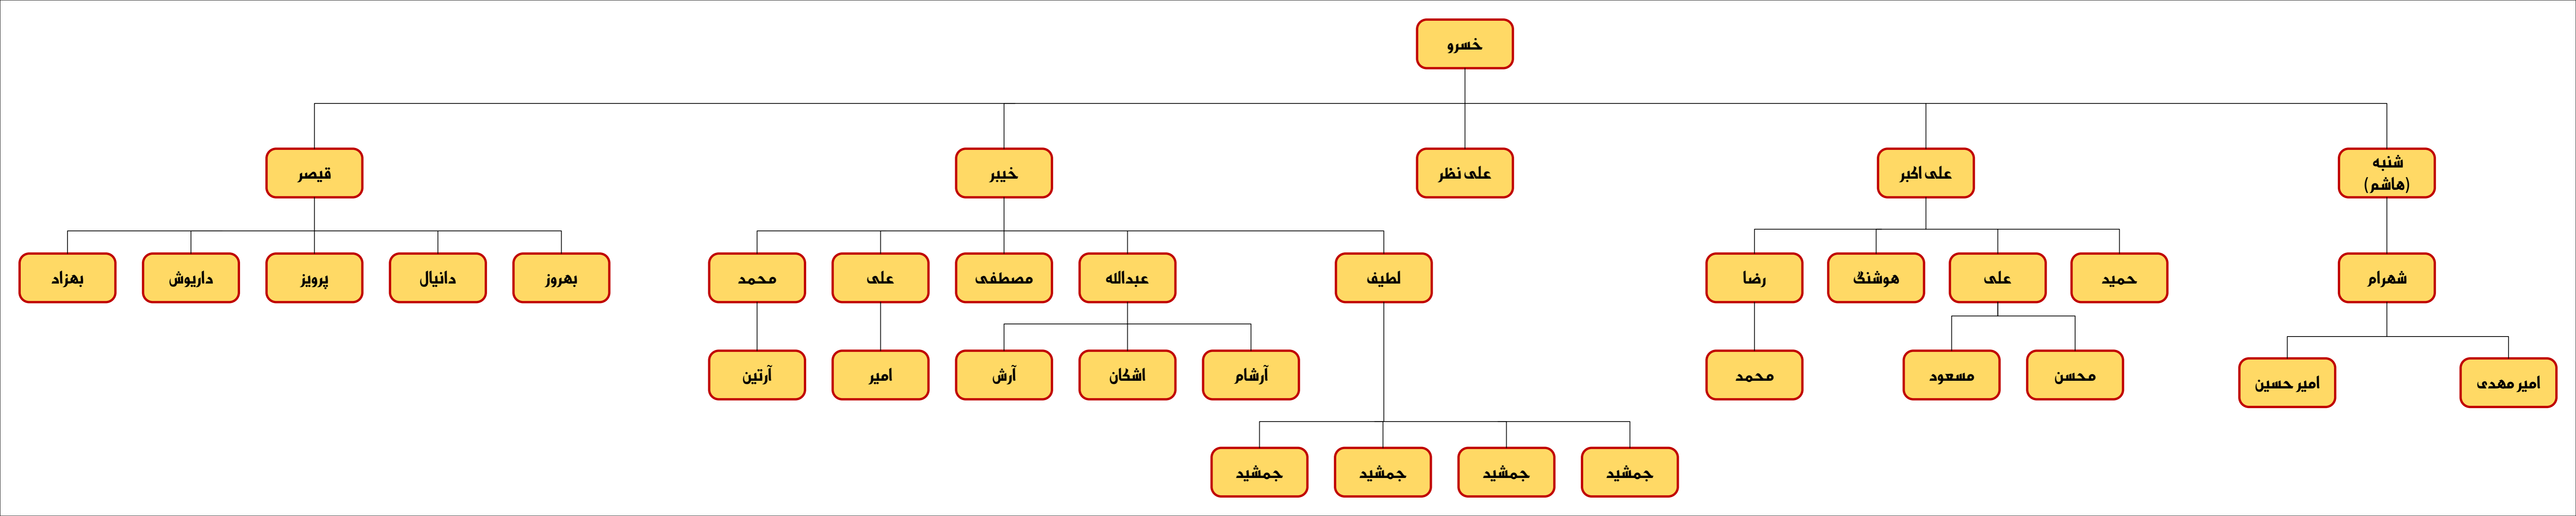 خسرو
شنبه
(هاشم)
علی اکبر
علی نظر
خیبر
قیصر
شهرام
حمید
علی
هوشنگ
رضا
لطیف
عبدالله
مصطفی
علی
محمد
بهروز
دانیال
پرویز
داریوش
بهزاد
امیر مهدی
امیر حسین
محسن
مسعود
محمد
آرشام
اشکان
آرش
امیر
آرتین
جمشید
جمشید
جمشید
جمشید